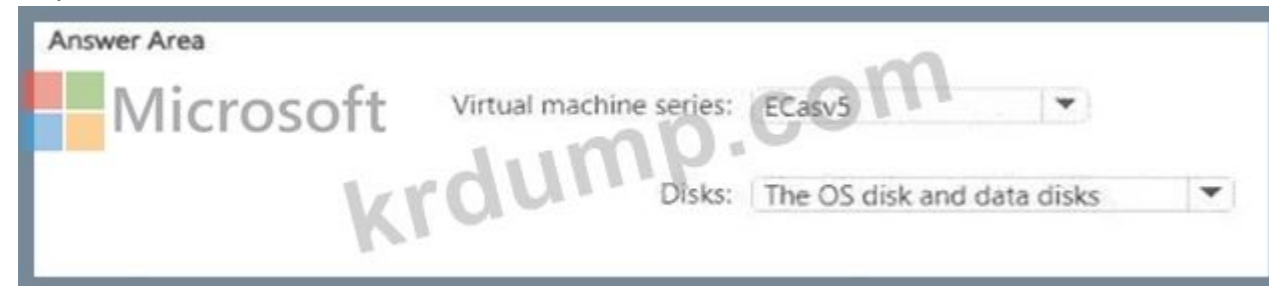 Answer Area
Microsoft
Virtual machine series: ECasv5
krdump.com
Disks: The OS disk and data disks